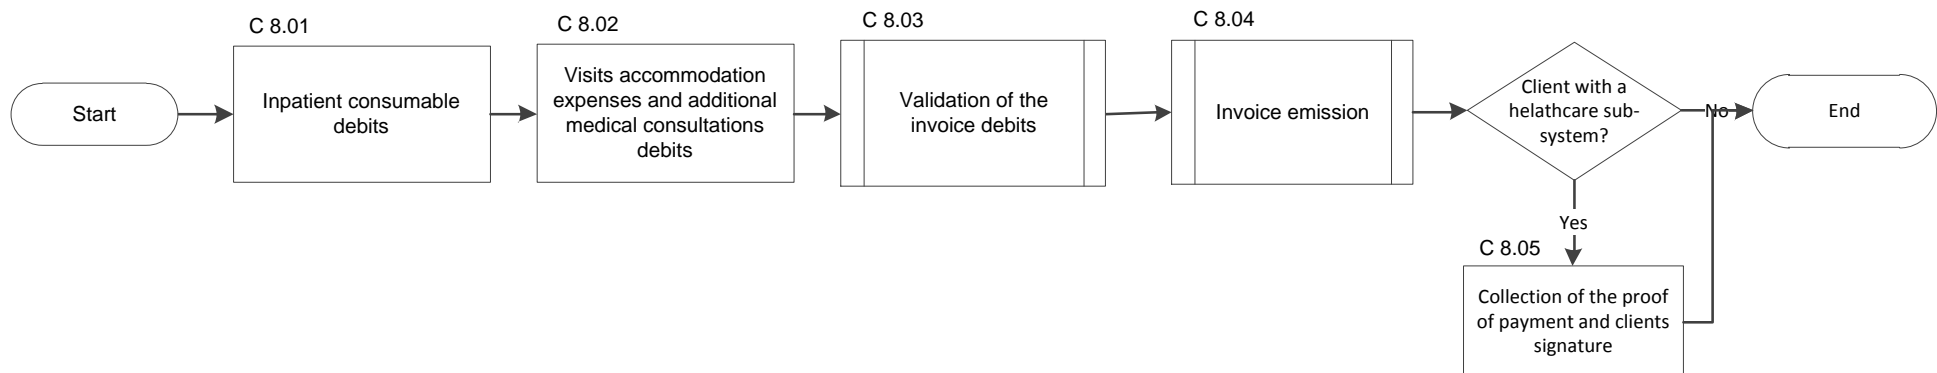 C 8.01
C 8.02
C 8.03
C 8.04
Start
Inpatient consumable
debits
Visits accommodation
expenses and additional
medical consultations
debits
Validation of the
invoice debits
Invoice emission
Client with a
helathcare sub-
system?
No
End
Yes
C 8.05
Collection of the proof
of payment and clients
signature